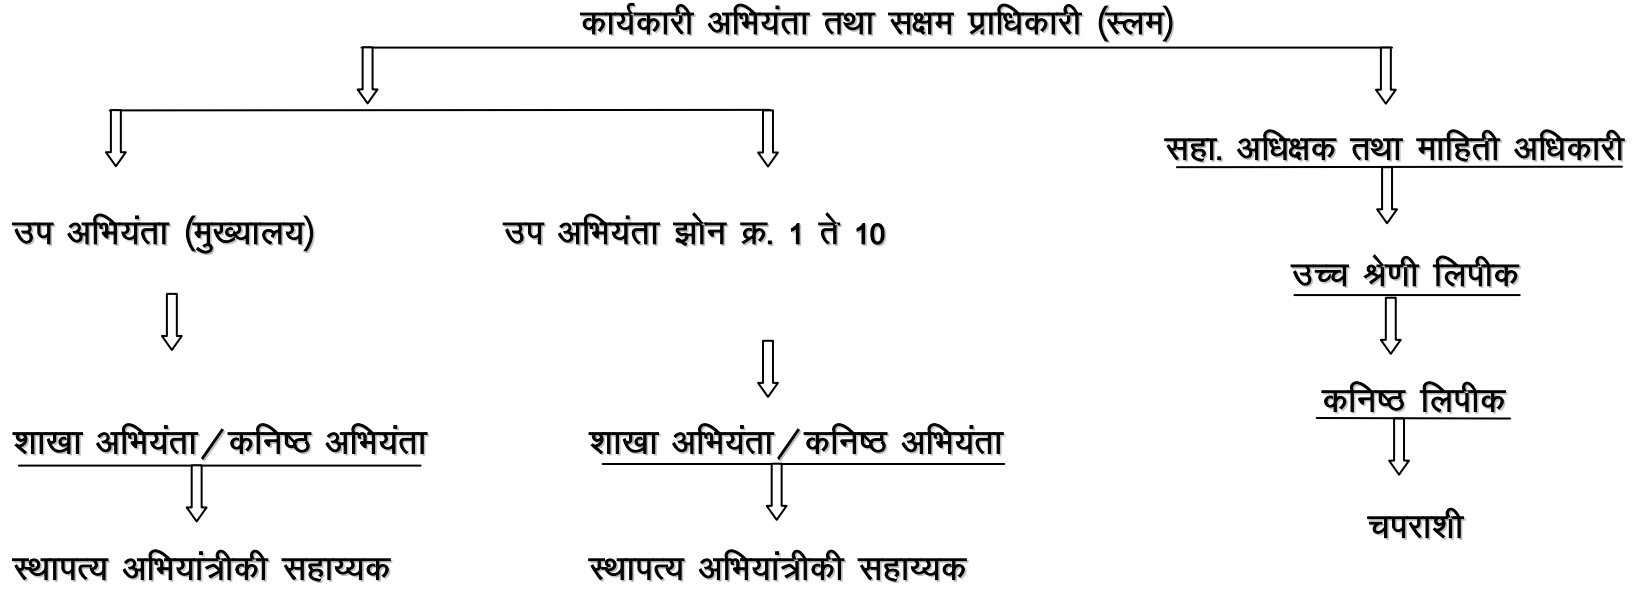 कार्यकारी अभियंता तथा सक्षम प्राधिकारी (स्लम)
सहा. अधिक्षक तथा माहिती अधिकारी
उप अभियंता (मुख्यालय)
उप अभियंता झोन क्र. 1 ते 10
उच्च श्रेणी लिपीक
कनिष्ठ लिपीक
शाखा अभियंता/कनिष्ठ अभियंता
शाखा अभियंता/कनिष्ठ अभियंता
चपराशी
स्थापत्य अभियांत्रीकी सहाय्यक
स्थापत्य अभियांत्रीकी सहाय्यक